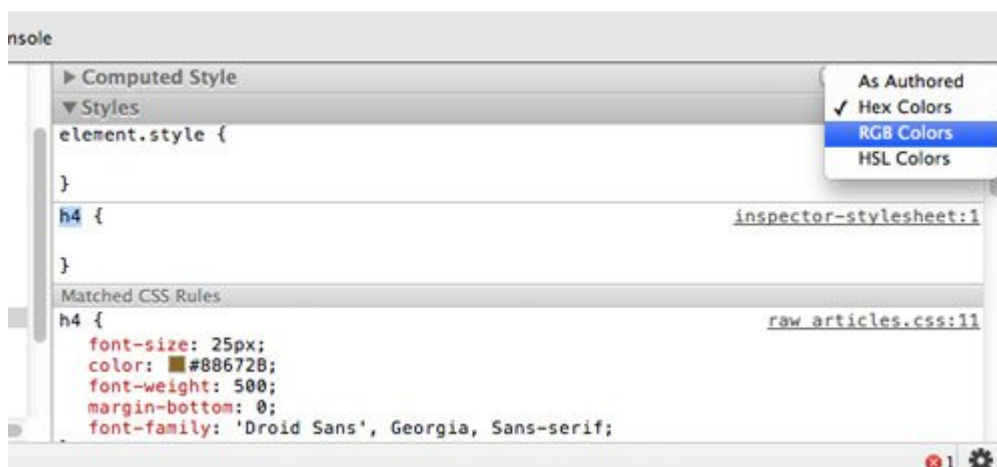 nsole
Computed Style
As Authored
Styles
✓ Hex Colors
element.style {
RGB Colors
HSL Colors
}
h4 {
inspector-stylesheet:1
}
Matched CSS Rules
h4 {
raw articles.css:11
font-size: 25px;
color: #88672B;
font-weight: 500;
margin-bottom: 0;
font-family: 'Droid Sans', Georgia, Sans-serif;
1